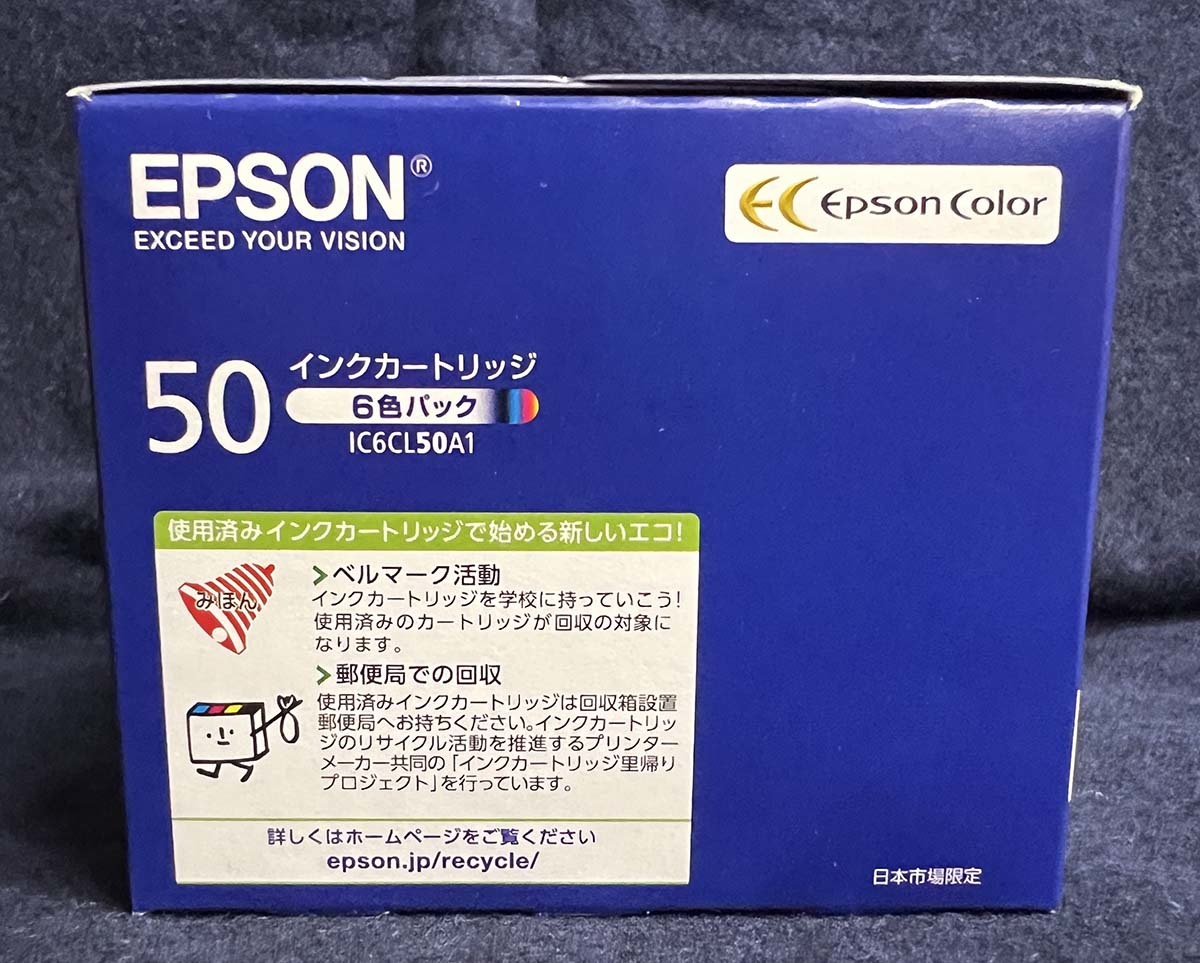 EPSON®
EXCEED YOUR VISION
EC Epson Color
50
インクカートリッジ
6色パック
IC6CL50A1
使用済みインクカートリッジで始める新しいエコ!
みほん
>ベルマーク活動
インクカートリッジを学校に持っていこう!
使用済みのカートリッジが回収の対象に
なります。
>郵便局での回収
使用済みインクカートリッジは回収箱設置
郵便局へお持ちください。インクカートリッ
ジのリサイクル活動を推進するプリンター
メーカー共同の「インクカートリッジ里帰り
プロジェクト」を行っています。
詳しくはホームページをご覧ください
epson.jp/recycle/
日本市場限定